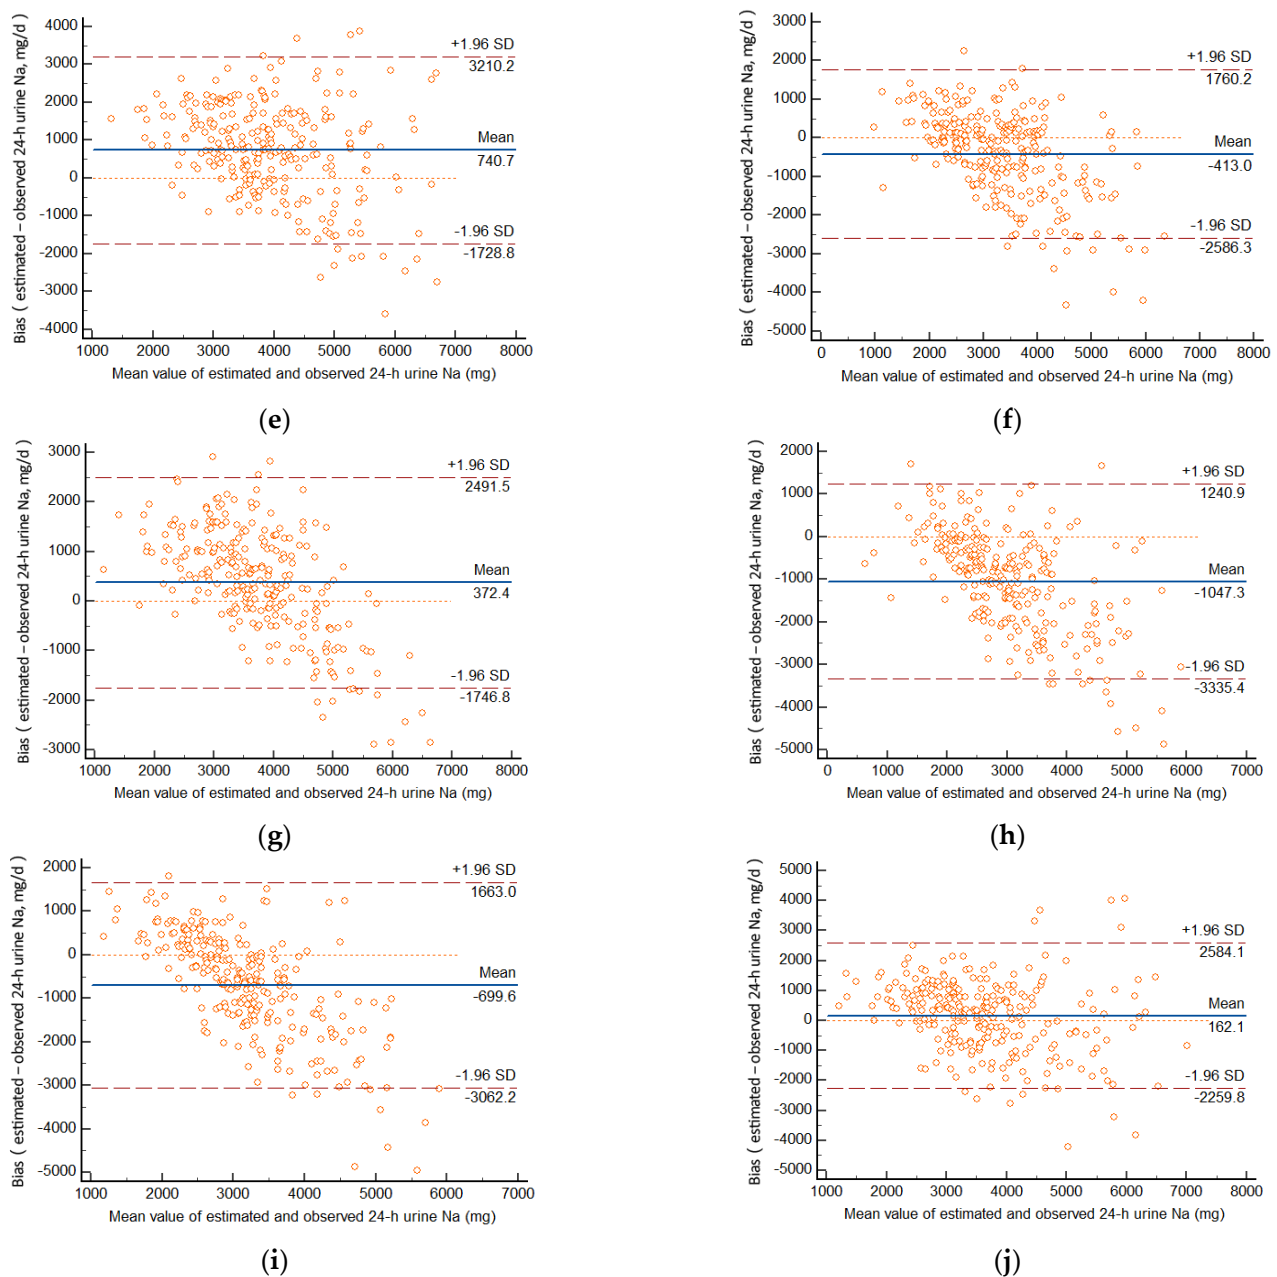 Bias ( estimated – observed 24-h urine Na, mg/d )
4000
3000
2000
1000
0
-1000
-2000
-3000
-4000
+1.96 SD
3210.2
Mean
740.7
-1.96 SD
-1728.8
1000 2000 3000 4000 5000 6000 7000 8000
Mean value of estimated and observed 24-h urine Na (mg)
(e)
Bias ( estimated – observed 24-h urine Na, mg/d )
3000
2000
1000
0
-1000
-2000
-3000
-4000
-5000
+1.96 SD
1760.2
Mean
-413.0
-1.96 SD
-2586.3
0 1000 2000 3000 4000 5000 6000 7000 8000
Mean value of estimated and observed 24-h urine Na (mg)
(f)
Bias ( estimated – observed 24-h urine Na, mg/d )
3000
2000
1000
0
-1000
-2000
-3000
+1.96 SD
2491.5
Mean
372.4
-1.96 SD
-1746.8
1000 2000 3000 4000 5000 6000 7000 8000
Mean value of estimated and observed 24-h urine Na (mg)
(g)
Bias ( estimated – observed 24-h urine Na, mg/d )
2000
1000
0
-1000
-2000
-3000
-4000
-5000
+1.96 SD
1240.9
Mean
-1047.3
-1.96 SD
-3335.4
0 1000 2000 3000 4000 5000 6000 7000
Mean value of estimated and observed 24-h urine Na (mg)
(h)
Bias ( estimated – observed 24-h urine Na, mg/d )
2000
1000
0
-1000
-2000
-3000
-4000
-5000
+1.96 SD
1663.0
Mean
-699.6
-1.96 SD
-3062.2
1000 2000 3000 4000 5000 6000 7000
Mean value of estimated and observed 24-h urine Na (mg)
(i)
Bias ( estimated – observed 24-h urine Na, mg/d )
5000
4000
3000
2000
1000
0
-1000
-2000
-3000
-4000
-5000
+1.96 SD
2584.1
Mean
162.1
-1.96 SD
-2259.8
1000 2000 3000 4000 5000 6000 7000 8000
Mean value of estimated and observed 24-h urine Na (mg)
(j)